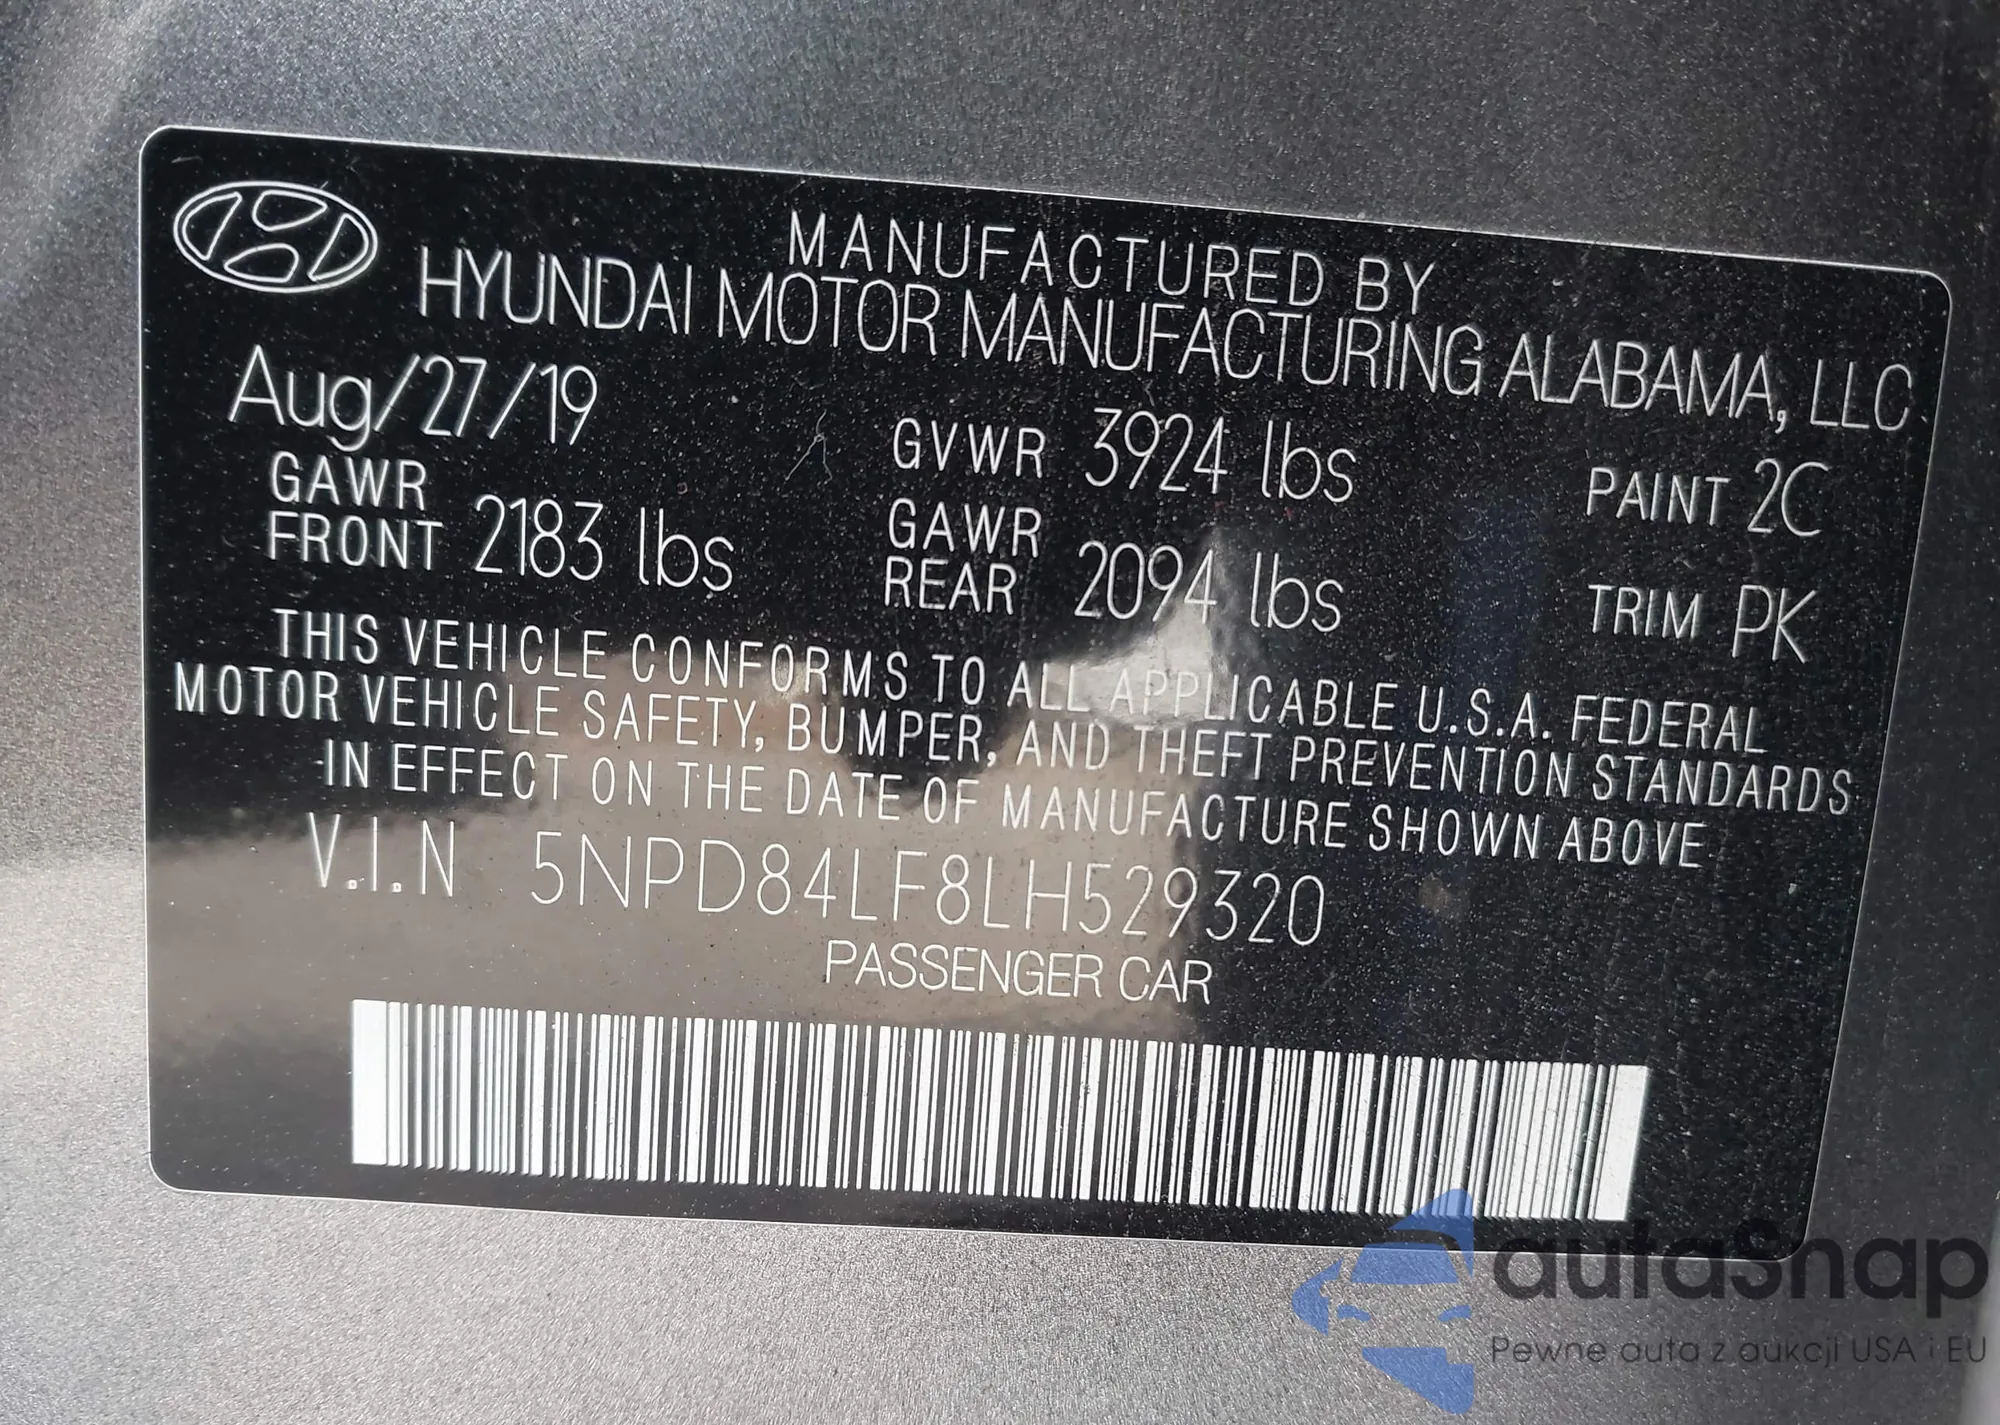 MANUFACTURED BY
HYUNDAI MOTOR MANUFACTURING ALABAMA, LLC
Aug/27/19 GVWR 3924 lbs PAINT 2C
GAWR FRONT 2183 lbs GAWR REAR 2094 lbs TRIM PK
THIS VEHICLE CONFORMS TO ALL APPLICABLE U.S.A. FEDERAL
MOTOR VEHICLE SAFETY, BUMPER, AND THEFT PREVENTION STANDARDS
IN EFFECT ON THE DATE OF MANUFACTURE SHOWN ABOVE
V.I.N 5NPD84LF8LH529320
PASSENGER CAR
autaSnap
Pewne auta z aukcji USA i EU